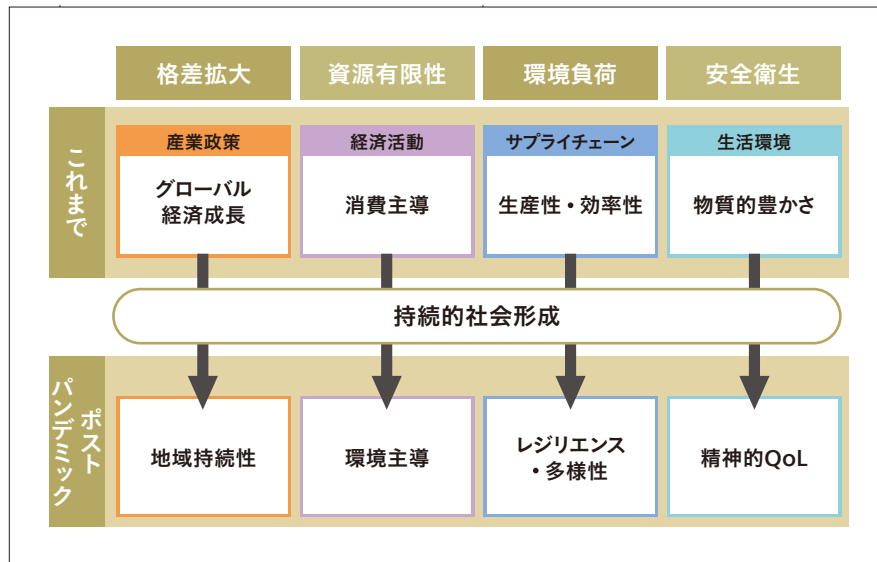 格差拡大
資源有限性
環境負荷
安全衛生
これまで
産業政策
グローバル
経済成長
経済活動
消費主導
サプライチェーン
生産性・効率性
生活環境
物質的豊かさ
持続的社会形成
ポスト
パンデミック
地域持続性
環境主導
レジリエンス
・多様性
精神的QoL